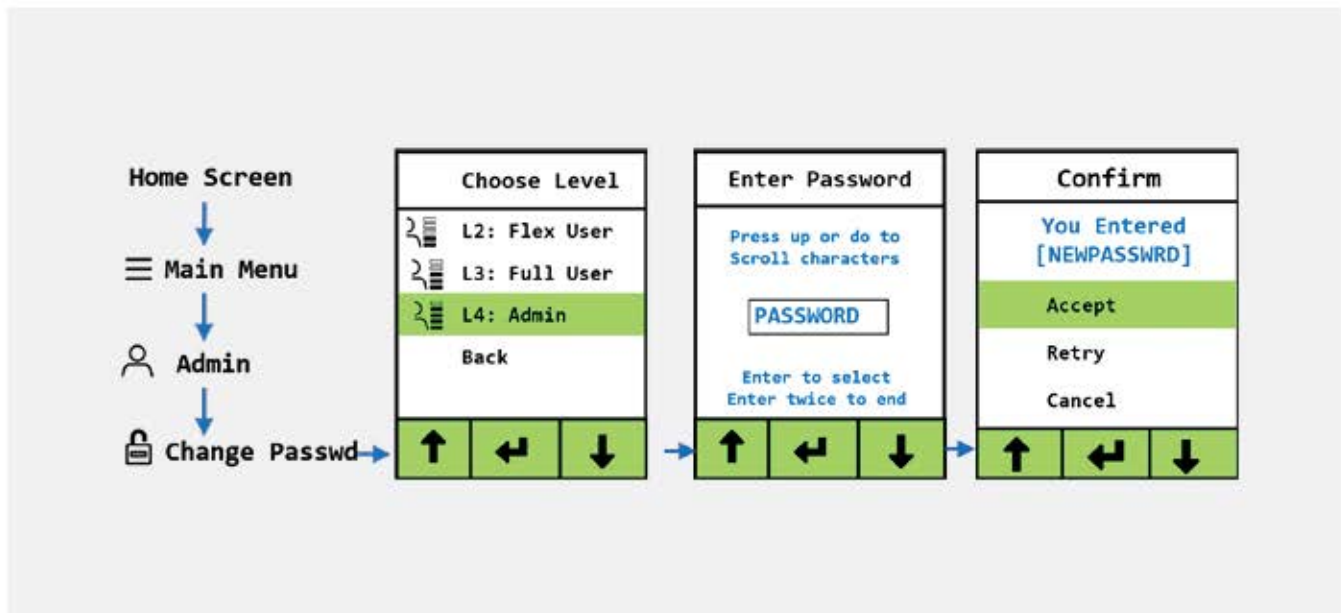 Home Screen
Main Menu
Admin
Change Passwd
Choose Level
L2: Flex User
L3: Full User
L4: Admin
Back
Enter Password
Press up or do to
Scroll characters
PASSWORD
Enter to select
Enter twice to end
Confirm
You Entered
[NEWPASSWRD]
Accept
Retry
Cancel